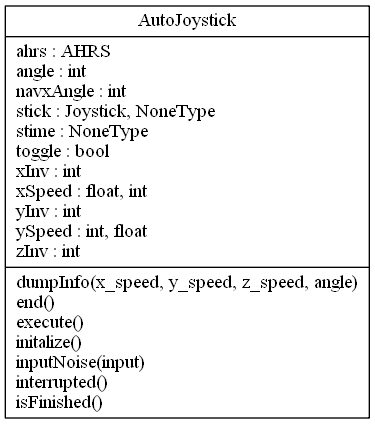 AutoJoystick
ahrs : AHRS
angle : int
navxAngle : int
stick : Joystick, NoneType
stime : NoneType
toggle : bool
xInv : int
xSpeed : float, int
yInv : int
ySpeed : int, float
zInv : int
dumpInfo(x_speed, y_speed, z_speed, angle)
end()
execute()
initalize()
inputNoise(input)
interrupted()
isFinished()